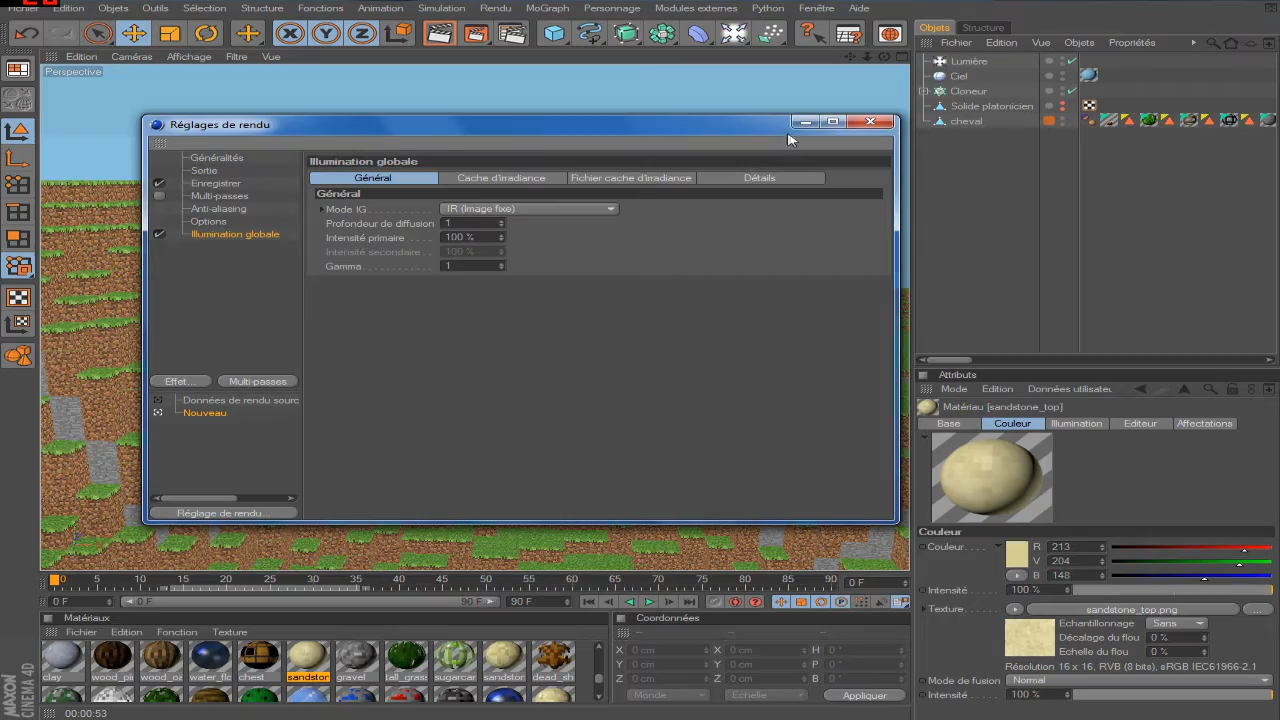 Edition Objets Outils Sélection Structure Fonctions Animation Simulation Rendu MoGraph Personnage Modules externes Python Fenêtre Aide
X Y Z
Objets Structure
Edition Caméras Affichage Filtre Vue
Fichier Edition Vue Objets Propriétés
Perspective
Lumière
Ciel
Cloneur
Solide platonicien
cheval
Réglages de rendu
Généralités
Sortie
Enregistrer
Multi-passes
Anti-aliasing
Options
Illumination globale
Illumination globale
Général Cache d'irradiance Fichier cache d'irradiance Détails
Général
Mode IG IR (Image fixe)
Profondeur de diffusion 1
Intensité primaire 100 %
Intensité secondaire 100 %
Gamma 1
Effet... Multi-passes
Données de rendu sourc
Nouveau
Réglage de rendu...
Attributs
Mode Edition Données utilisateu
Matériau [sandstone_top]
Base Couleur Illumination Editeur Affectations
Couleur
Couleur R 213
V 204
B 148
Intensité 100 %
Texture sandstone_top.png ...
Echantillonnage Sans
Décalage du flou 0 %
Echelle du flou 0 %
Résolution 16 x 16, RVB (8 bits), sRGB IEC61966-2.1
Mode de fusion Normal
Intensité 100 %
0 5 10 15 20 25 30 35 40 45 50 55 60 65 70 75 80 85 90 0 F
0 F 0 F 90 F 90 F
Matériaux
Fichier Edition Fonction Texture
clay wood_pi wood_oa water_flo chest sandstor gravel tall_grass sugarcar sandstor dead_sh
Coordonnées
X 0 cm X 0 cm H 0 °
Y 0 cm Y 0 cm P 0 °
Z 0 cm Z 0 cm B 0 °
Monde Echelle Appliquer
MAXON
CINEMA 4D
00:00:53